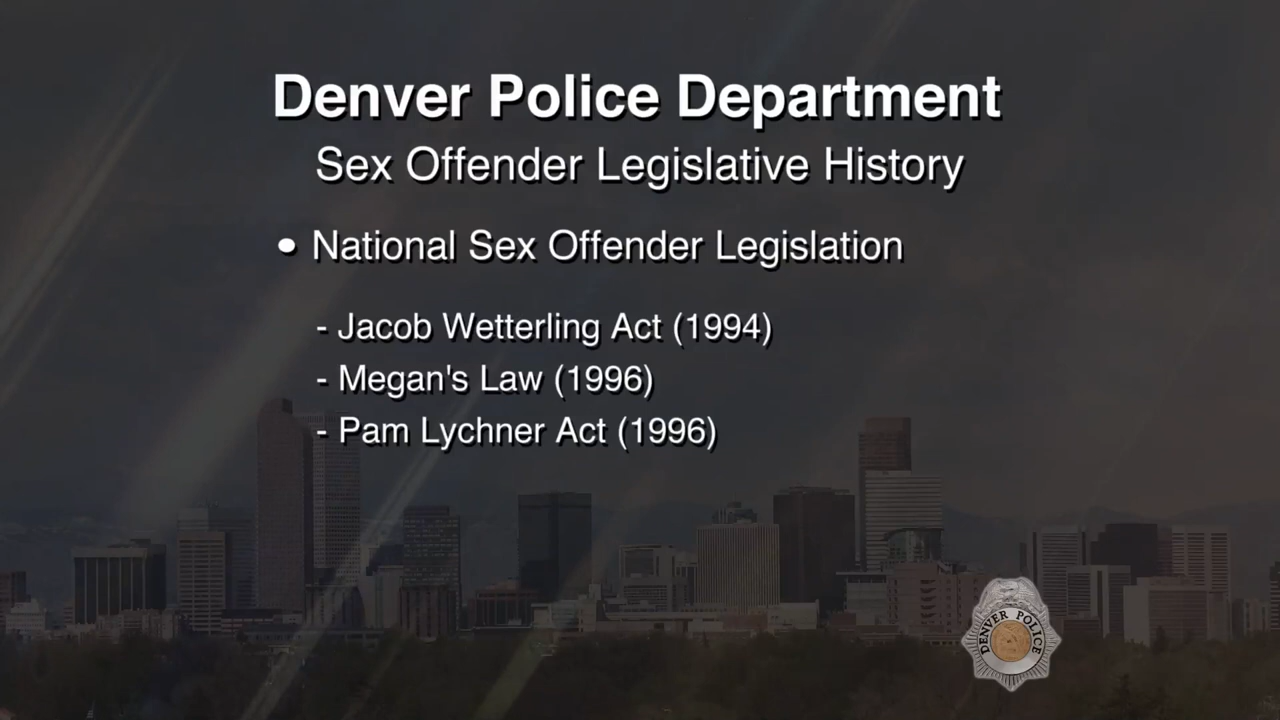 Denver Police Department
Sex Offender Legislative History
• National Sex Offender Legislation
- Jacob Wetterling Act (1994)
- Megan's Law (1996)
- Pam Lychner Act (1996)
DENVER POLICE